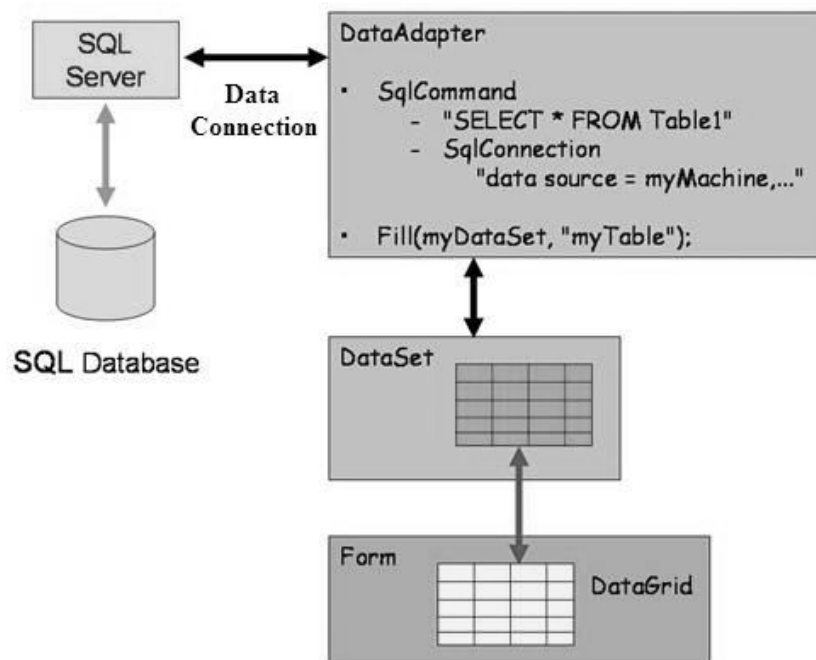 SQL
Server
Data
Connection
SQL Database
DataAdapter
· SqlCommand
- "SELECT * FROM Table1"
- SqlConnection
"data source = myMachine,..."
· Fill(myDataSet, "myTable");
DataSet
Form
DataGrid